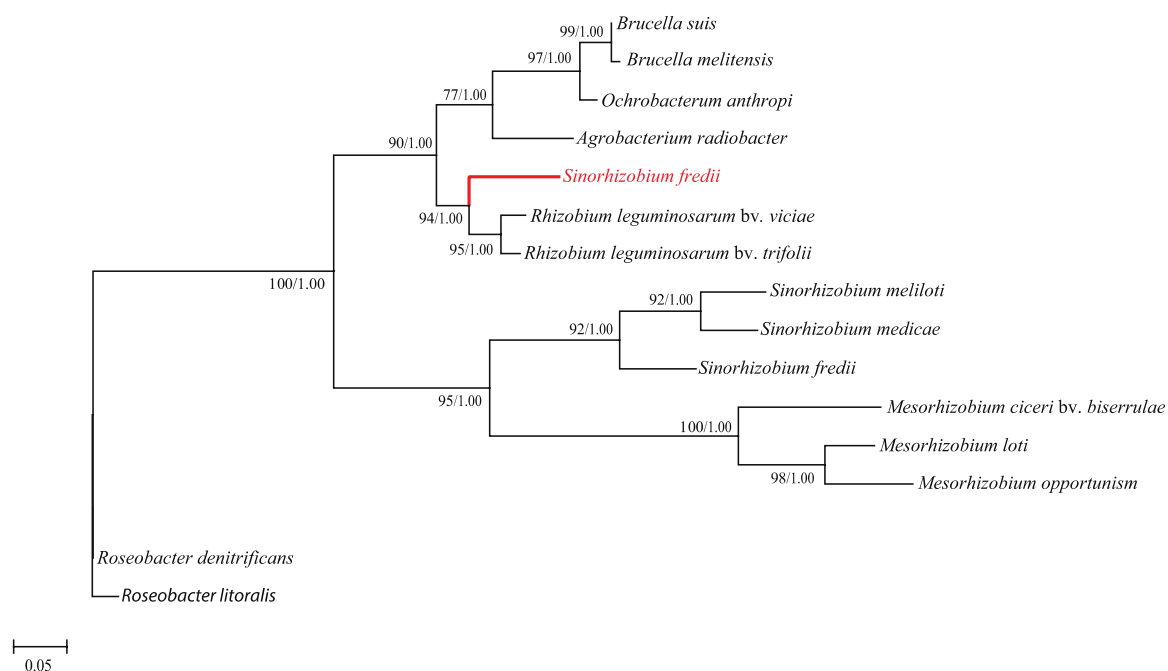 Brucella suis
99/1.00
97/1.00
Brucella melitensis
77/1.00
Ochrobacterum anthropi
90/1.00
Agrobacterium radiobacter
Sinorhizobium fredii
94/1.00
Rhizobium leguminosarum bv. viciae
95/1.00
Rhizobium leguminosarum bv. trifolii
100/1.00
Sinorhizobium meliloti
92/1.00
92/1.00
Sinorhizobium medicae
Sinorhizobium fredii
95/1.00
Mesorhizobium ciceri bv. biserrulae
100/1.00
Mesorhizobium loti
98/1.00
Mesorhizobium opportunism
Roseobacter denitrificans
Roseobacter litoralis
0.05